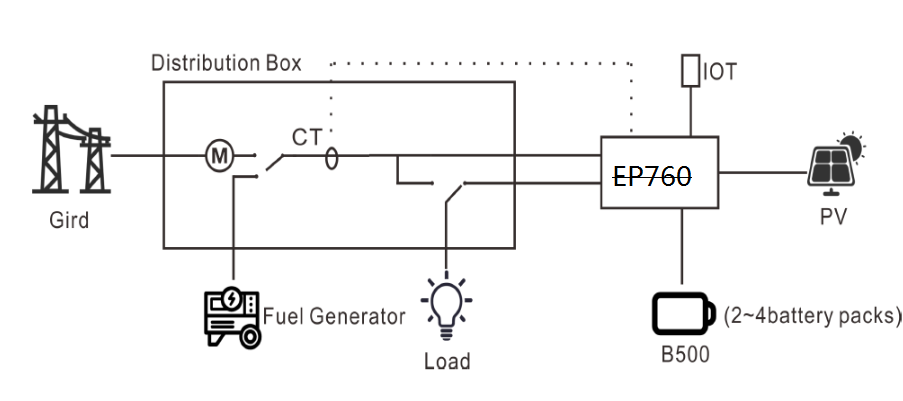 Distribution Box
IOT
CT
M
EP760
Gird
PV
Fuel Generator
(2~4battery packs)
B500
Load